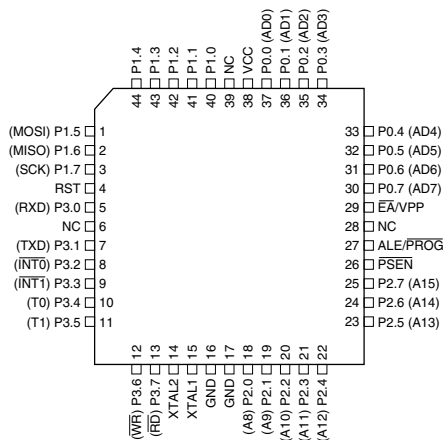 P1.4
P1.3
P1.2
P1.1
P1.0
NC
VCC
P0.0 (AD0)
P0.1 (AD1)
P0.2 (AD2)
P0.3 (AD3)
44
43
42
41
40
39
38
37
36
35
34
(MOSI) P1.5 1
(MISO) P1.6 2
(SCK) P1.7 3
RST 4
(RXD) P3.0 5
NC 6
(TXD) P3.1 7
(INT0) P3.2 8
(INT1) P3.3 9
(T0) P3.4 10
(T1) P3.5 11
33 P0.4 (AD4)
32 P0.5 (AD5)
31 P0.6 (AD6)
30 P0.7 (AD7)
29 EA/VPP
28 NC
27 ALE/PROG
26 PSEN
25 P2.7 (A15)
24 P2.6 (A14)
23 P2.5 (A13)
12
13
14
15
16
17
18
19
20
21
22
(WR) P3.6
(RD) P3.7
XTAL2
XTAL1
GND
GND
(A8) P2.0
(A9) P2.1
(A10) P2.2
(A11) P2.3
(A12) P2.4